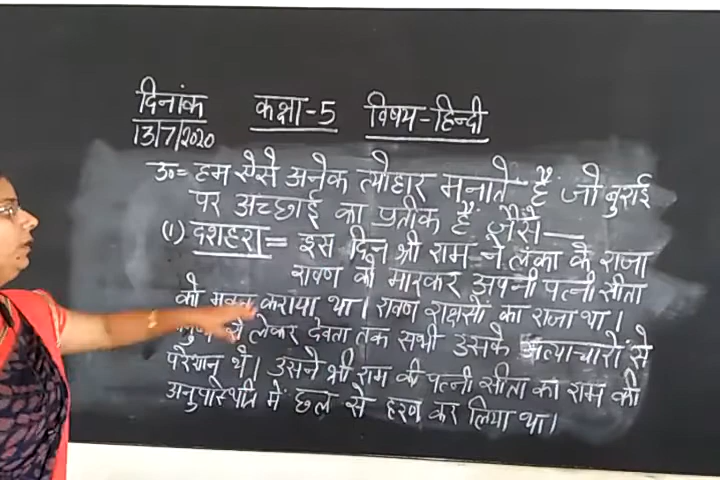 दिनांक कक्षा-5 विषय-हिन्दी
13/7/2020
उ०= हम ऐसे अनेक त्योहार मनाते हैं जो बुराई
पर अच्छाई का प्रतीक हैं जैसे—
(1) दशहरा= इस दिन श्री राम ने लंका के राजा
रावण को मारकर अपनी पत्नी सीता
को मुक्त कराया था। रावण राक्षसों का राजा था।
से लेकर देवता तक सभी उसके अत्याचारों से
परेशान थे। उसने श्री राम की पत्नी सीता का राम की
अनुपस्थिति में छल से हरण कर लिया था।